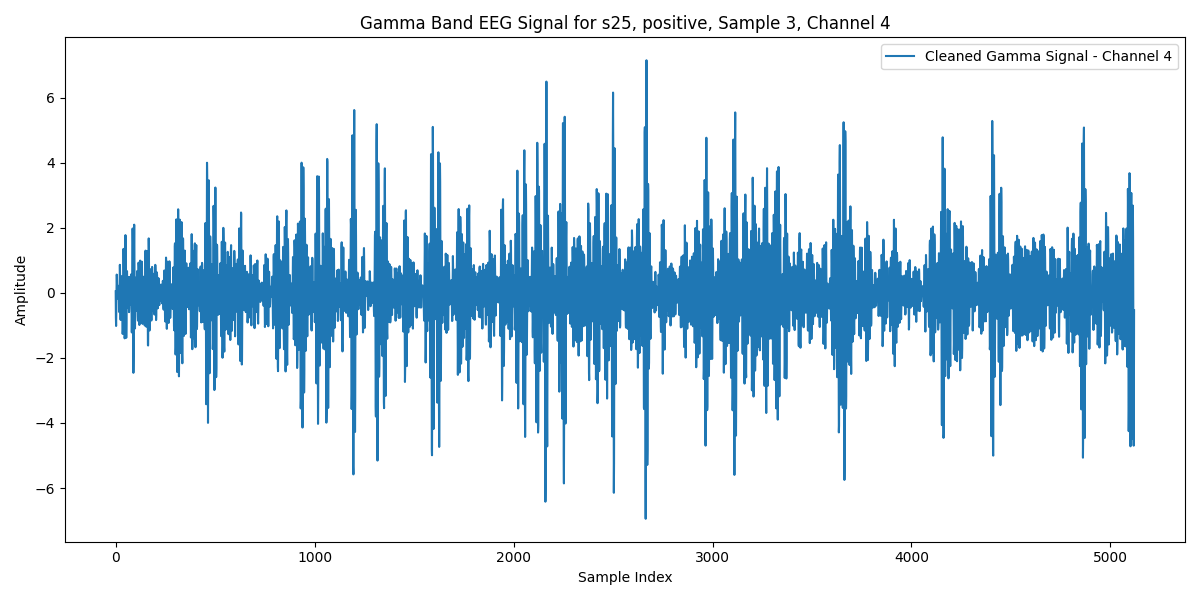 Gamma Band EEG Signal for s25, positive, Sample 3, Channel 4
Cleaned Gamma Signal - Channel 4
Amplitude
6
4
2
0
−2
−4
−6
0 1000 2000 3000 4000 5000
Sample Index